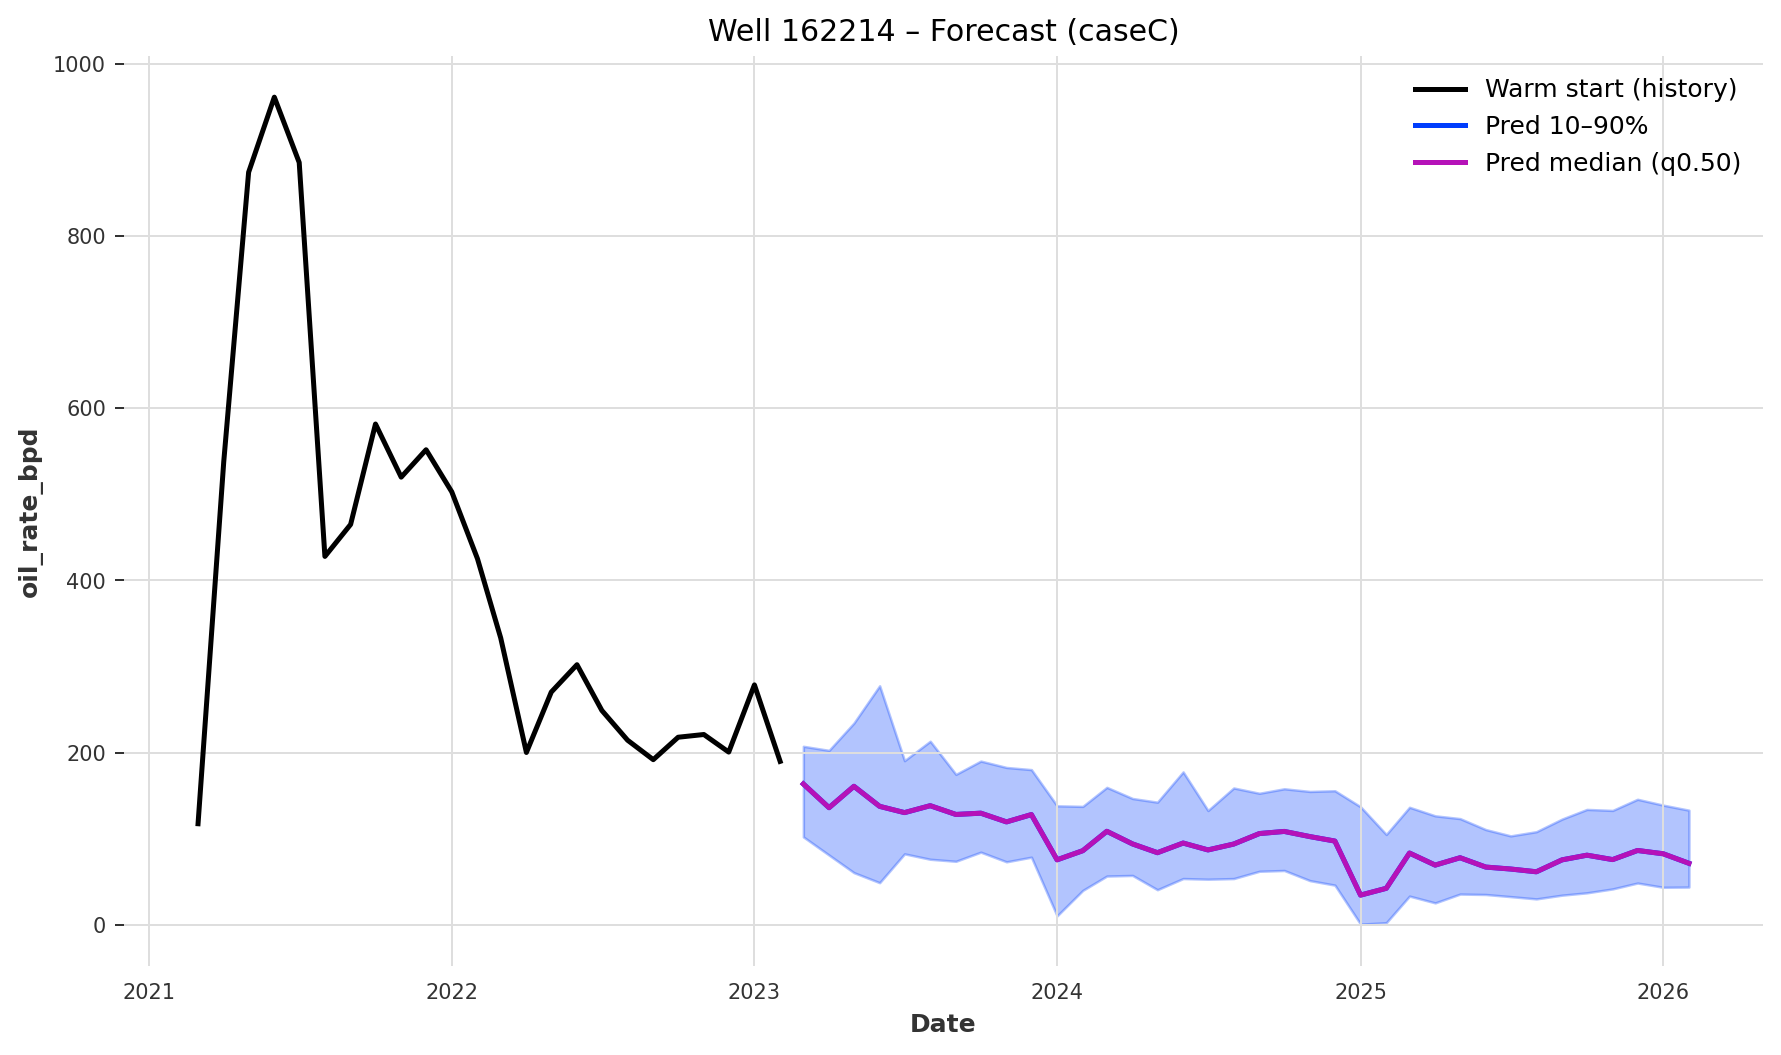 Well 162214 – Forecast (caseC)
Warm start (history)
Pred 10–90%
Pred median (q0.50)
oil_rate_bpd
1000
800
600
400
200
0
2021
2022
2023
2024
2025
2026
Date